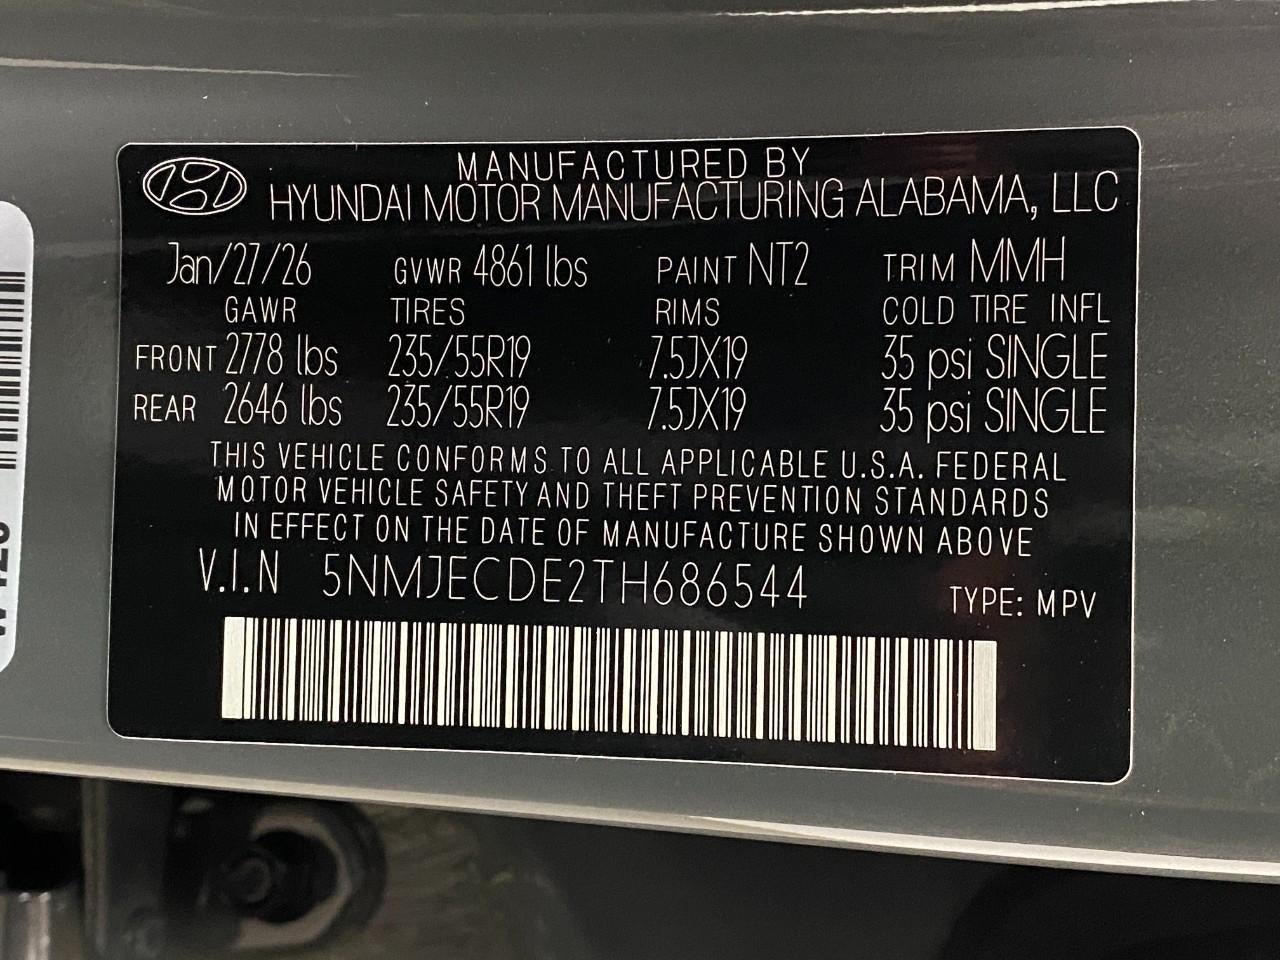 MANUFACTURED BY
HYUNDAI MOTOR MANUFACTURING ALABAMA, LLC
Jan/27/26 GVWR 4861 lbs PAINT NT2 TRIM MMH
GAWR TIRES RIMS COLD TIRE INFL
FRONT 2778 lbs 235/55R19 7.5JX19 35 psi SINGLE
REAR 2646 lbs 235/55R19 7.5JX19 35 psi SINGLE
THIS VEHICLE CONFORMS TO ALL APPLICABLE U.S.A. FEDERAL
MOTOR VEHICLE SAFETY AND THEFT PREVENTION STANDARDS
IN EFFECT ON THE DATE OF MANUFACTURE SHOWN ABOVE
V.I.N 5NMJECDE2TH686544 TYPE: MPV